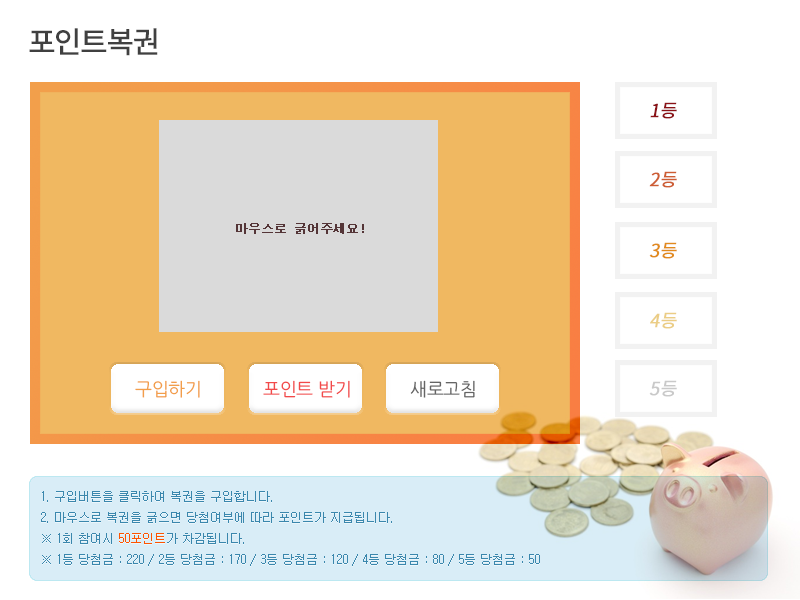 포인트복권
마우스로 긁어주세요!
구입하기
포인트 받기
새로고침
1등
2등
3등
4등
5등
1. 구입버튼을 클릭하여 복권을 구입합니다.
2. 마우스로 복권을 긁으면 당첨여부에 따라 포인트가 지급됩니다.
※ 1회 참여시 50포인트가 차감됩니다.
※ 1등 당첨금 : 220 / 2등 당첨금 : 170 / 3등 당첨금 : 120 / 4등 당첨금 : 80 / 5등 당첨금 : 50